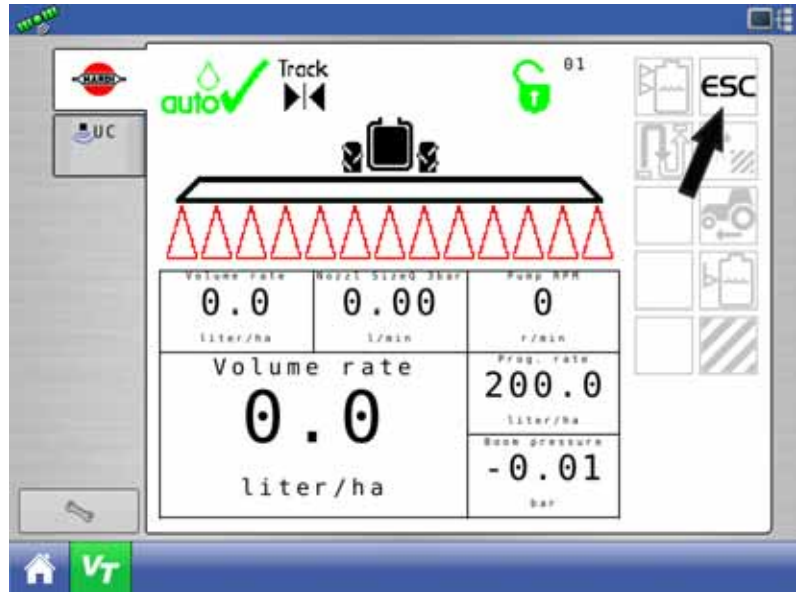 HARDI
UC
auto
Track
01
ESC
Volume rate
0.0
liter/ha
Nozzl Size@ 3bar
0.00
l/min
Pump RPM
0
r/min
Volume rate
0.0
liter/ha
Prog. rate
200.0
liter/ha
Boom pressure
-0.01
bar
VT